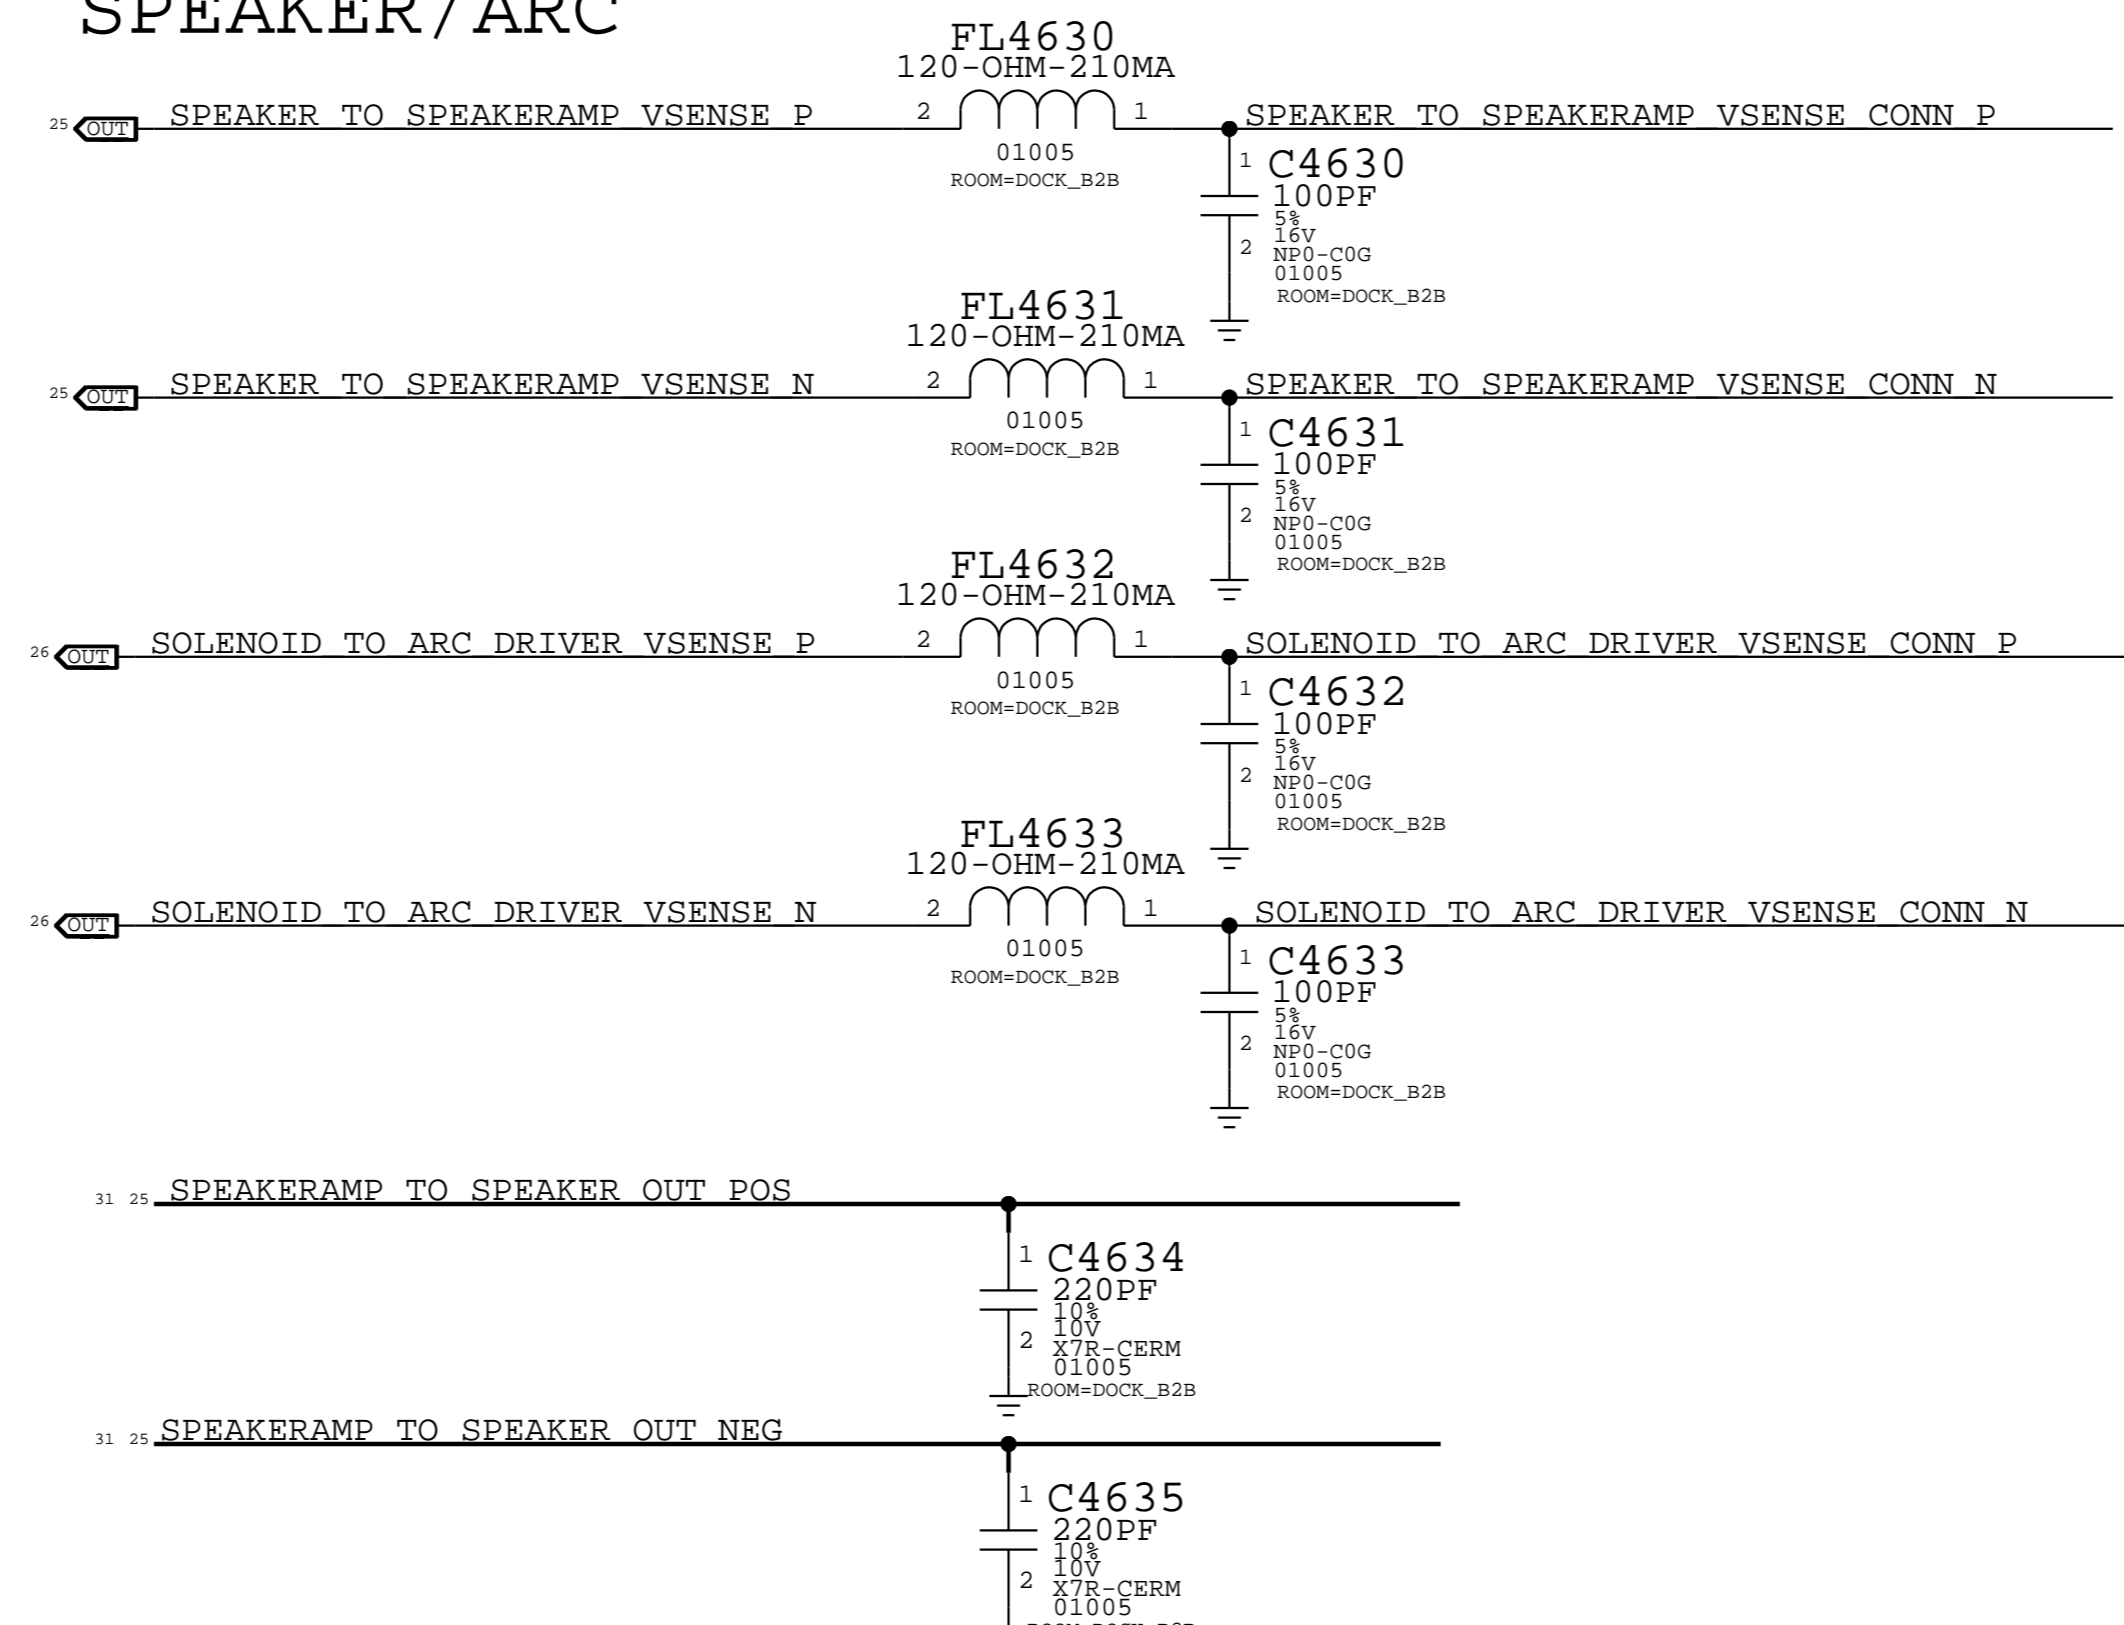 SPEAKER/ARC
FL4630
120-OHM-210MA
25 OUT SPEAKER_TO_SPEAKERAMP_VSENSE_P 2 1 SPEAKER_TO_SPEAKERAMP_VSENSE_CONN_P
01005
ROOM=DOCK_B2B
1 C4630
100PF
5%
16V
2 NP0-C0G
01005
ROOM=DOCK_B2B
FL4631
120-OHM-210MA
25 OUT SPEAKER_TO_SPEAKERAMP_VSENSE_N 2 1 SPEAKER_TO_SPEAKERAMP_VSENSE_CONN_N
01005
ROOM=DOCK_B2B
1 C4631
100PF
5%
16V
2 NP0-C0G
01005
ROOM=DOCK_B2B
FL4632
120-OHM-210MA
26 OUT SOLENOID_TO_ARC_DRIVER_VSENSE_P 2 1 SOLENOID_TO_ARC_DRIVER_VSENSE_CONN_P
01005
ROOM=DOCK_B2B
1 C4632
100PF
5%
16V
2 NP0-C0G
01005
ROOM=DOCK_B2B
FL4633
120-OHM-210MA
26 OUT SOLENOID_TO_ARC_DRIVER_VSENSE_N 2 1 SOLENOID_TO_ARC_DRIVER_VSENSE_CONN_N
01005
ROOM=DOCK_B2B
1 C4633
100PF
5%
16V
2 NP0-C0G
01005
ROOM=DOCK_B2B
31 25 SPEAKERAMP_TO_SPEAKER_OUT_POS
1 C4634
220PF
10%
10V
2 X7R-CERM
01005
ROOM=DOCK_B2B
31 25 SPEAKERAMP_TO_SPEAKER_OUT_NEG
1 C4635
220PF
10%
10V
2 X7R-CERM
01005